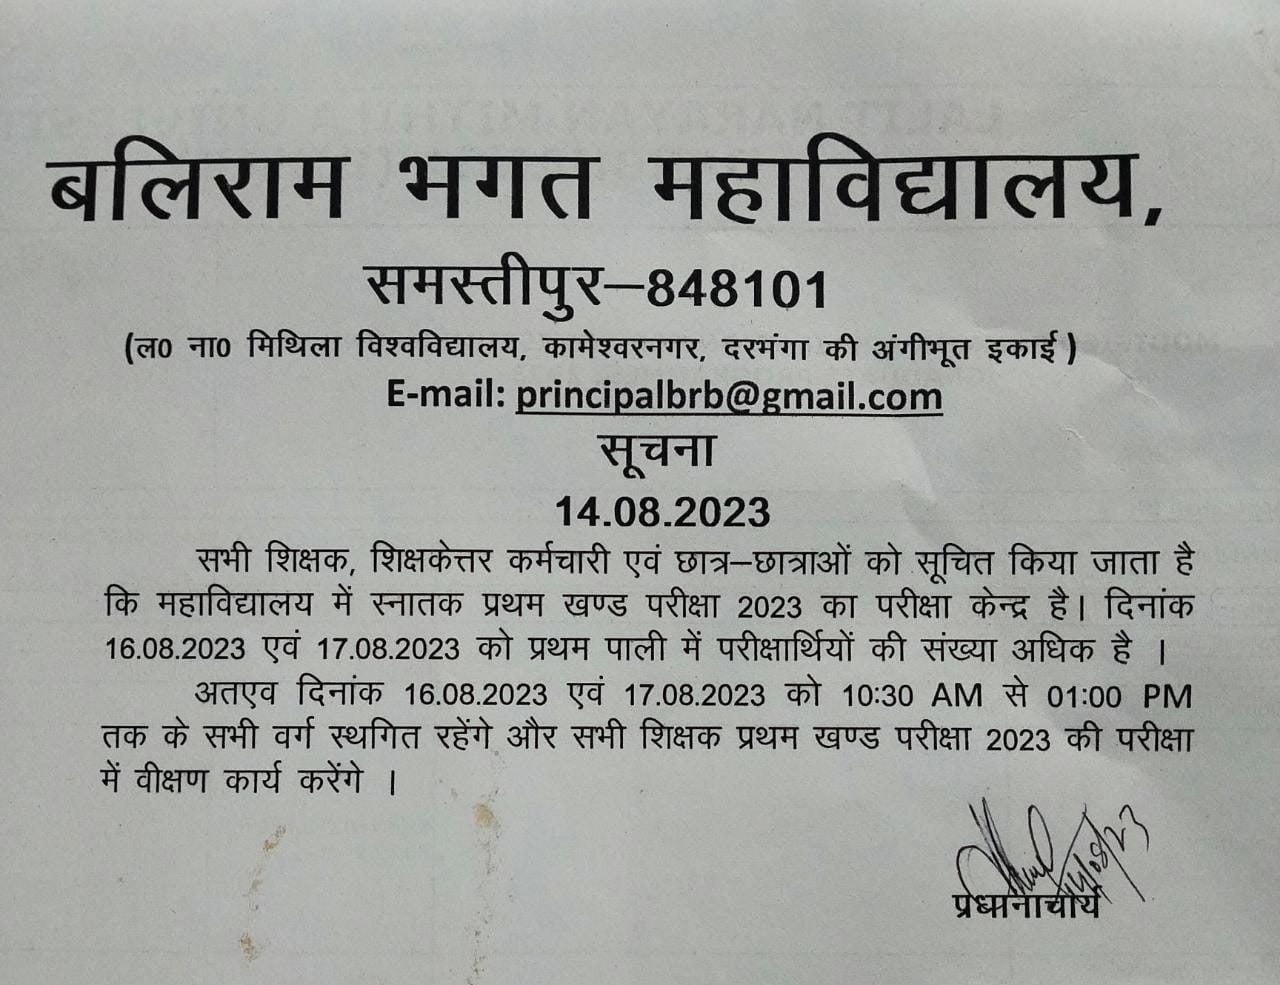 बलिराम भगत महाविद्यालय,
समस्तीपुर–848101
(ल0 ना0 मिथिला विश्वविद्यालय, कामेश्वरनगर, दरभंगा की अंगीभूत इकाई)
E-mail: principalbrb@gmail.com
सूचना
14.08.2023
सभी शिक्षक, शिक्षकेत्तर कर्मचारी एवं छात्र–छात्राओं को सूचित किया जाता है
कि महाविद्यालय में स्नातक प्रथम खण्ड परीक्षा 2023 का परीक्षा केन्द्र है। दिनांक
16.08.2023 एवं 17.08.2023 को प्रथम पाली में परीक्षार्थियों की संख्या अधिक है ।
अतएव दिनांक 16.08.2023 एवं 17.08.2023 को 10:30 AM से 01:00 PM
तक के सभी वर्ग स्थगित रहेंगे और सभी शिक्षक प्रथम खण्ड परीक्षा 2023 की परीक्षा
में वीक्षण कार्य करेंगे ।
प्रधानाचार्य